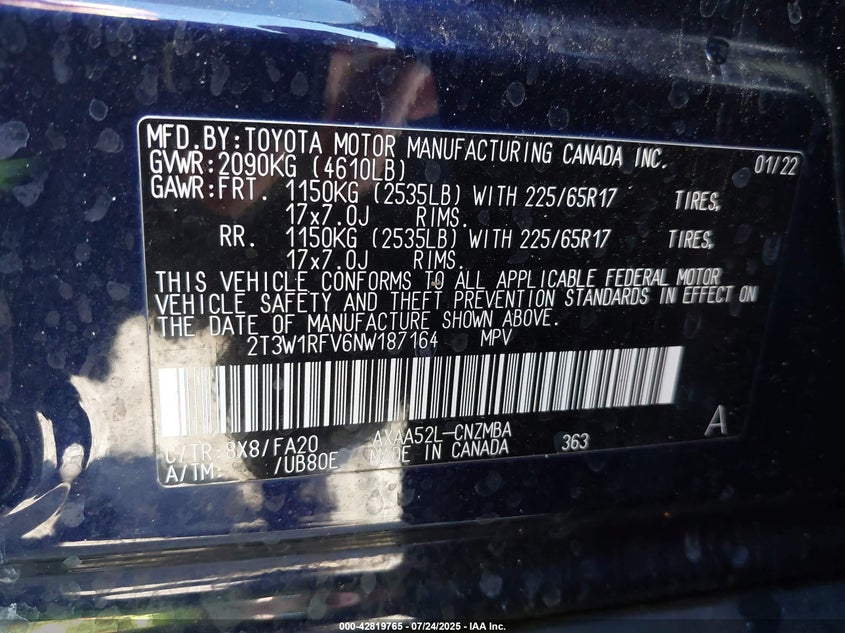 MFD.BY:TOYOTA MOTOR MANUFACTURING CANADA INC. 01/22
GVWR:2090KG (4610LB)
GAWR:FRT. 1150KG (2535LB) WITH 225/65R17 TIRES,
17x7.0J RIMS.
RR. 1150KG (2535LB) WITH 225/65R17 TIRES,
17x7.0J RIMS.
THIS VEHICLE CONFORMS TO ALL APPLICABLE FEDERAL MOTOR
VEHICLE SAFETY AND THEFT PREVENTION STANDARDS IN EFFECT ON
THE DATE OF MANUFACTURE SHOWN ABOVE.
2T3W1RFV6NW187164 MPV
C/TR:8X8/FA20 AXAA52L-CNZMBA 363 A
A/TM: /UB80E MADE IN CANADA
000-42819765 - 07/24/2025 - IAA Inc.